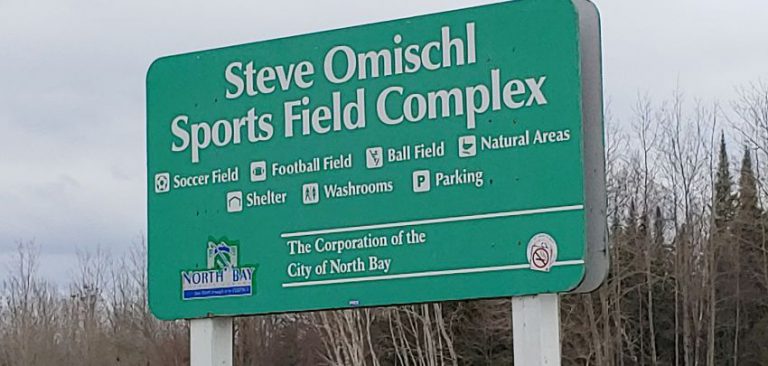 Steve Omischl
Sports Field Complex
Soccer Field Football Field Ball Field Natural Areas
Shelter Washrooms P Parking
The Corporation of the
City of North Bay
NORTH BAY